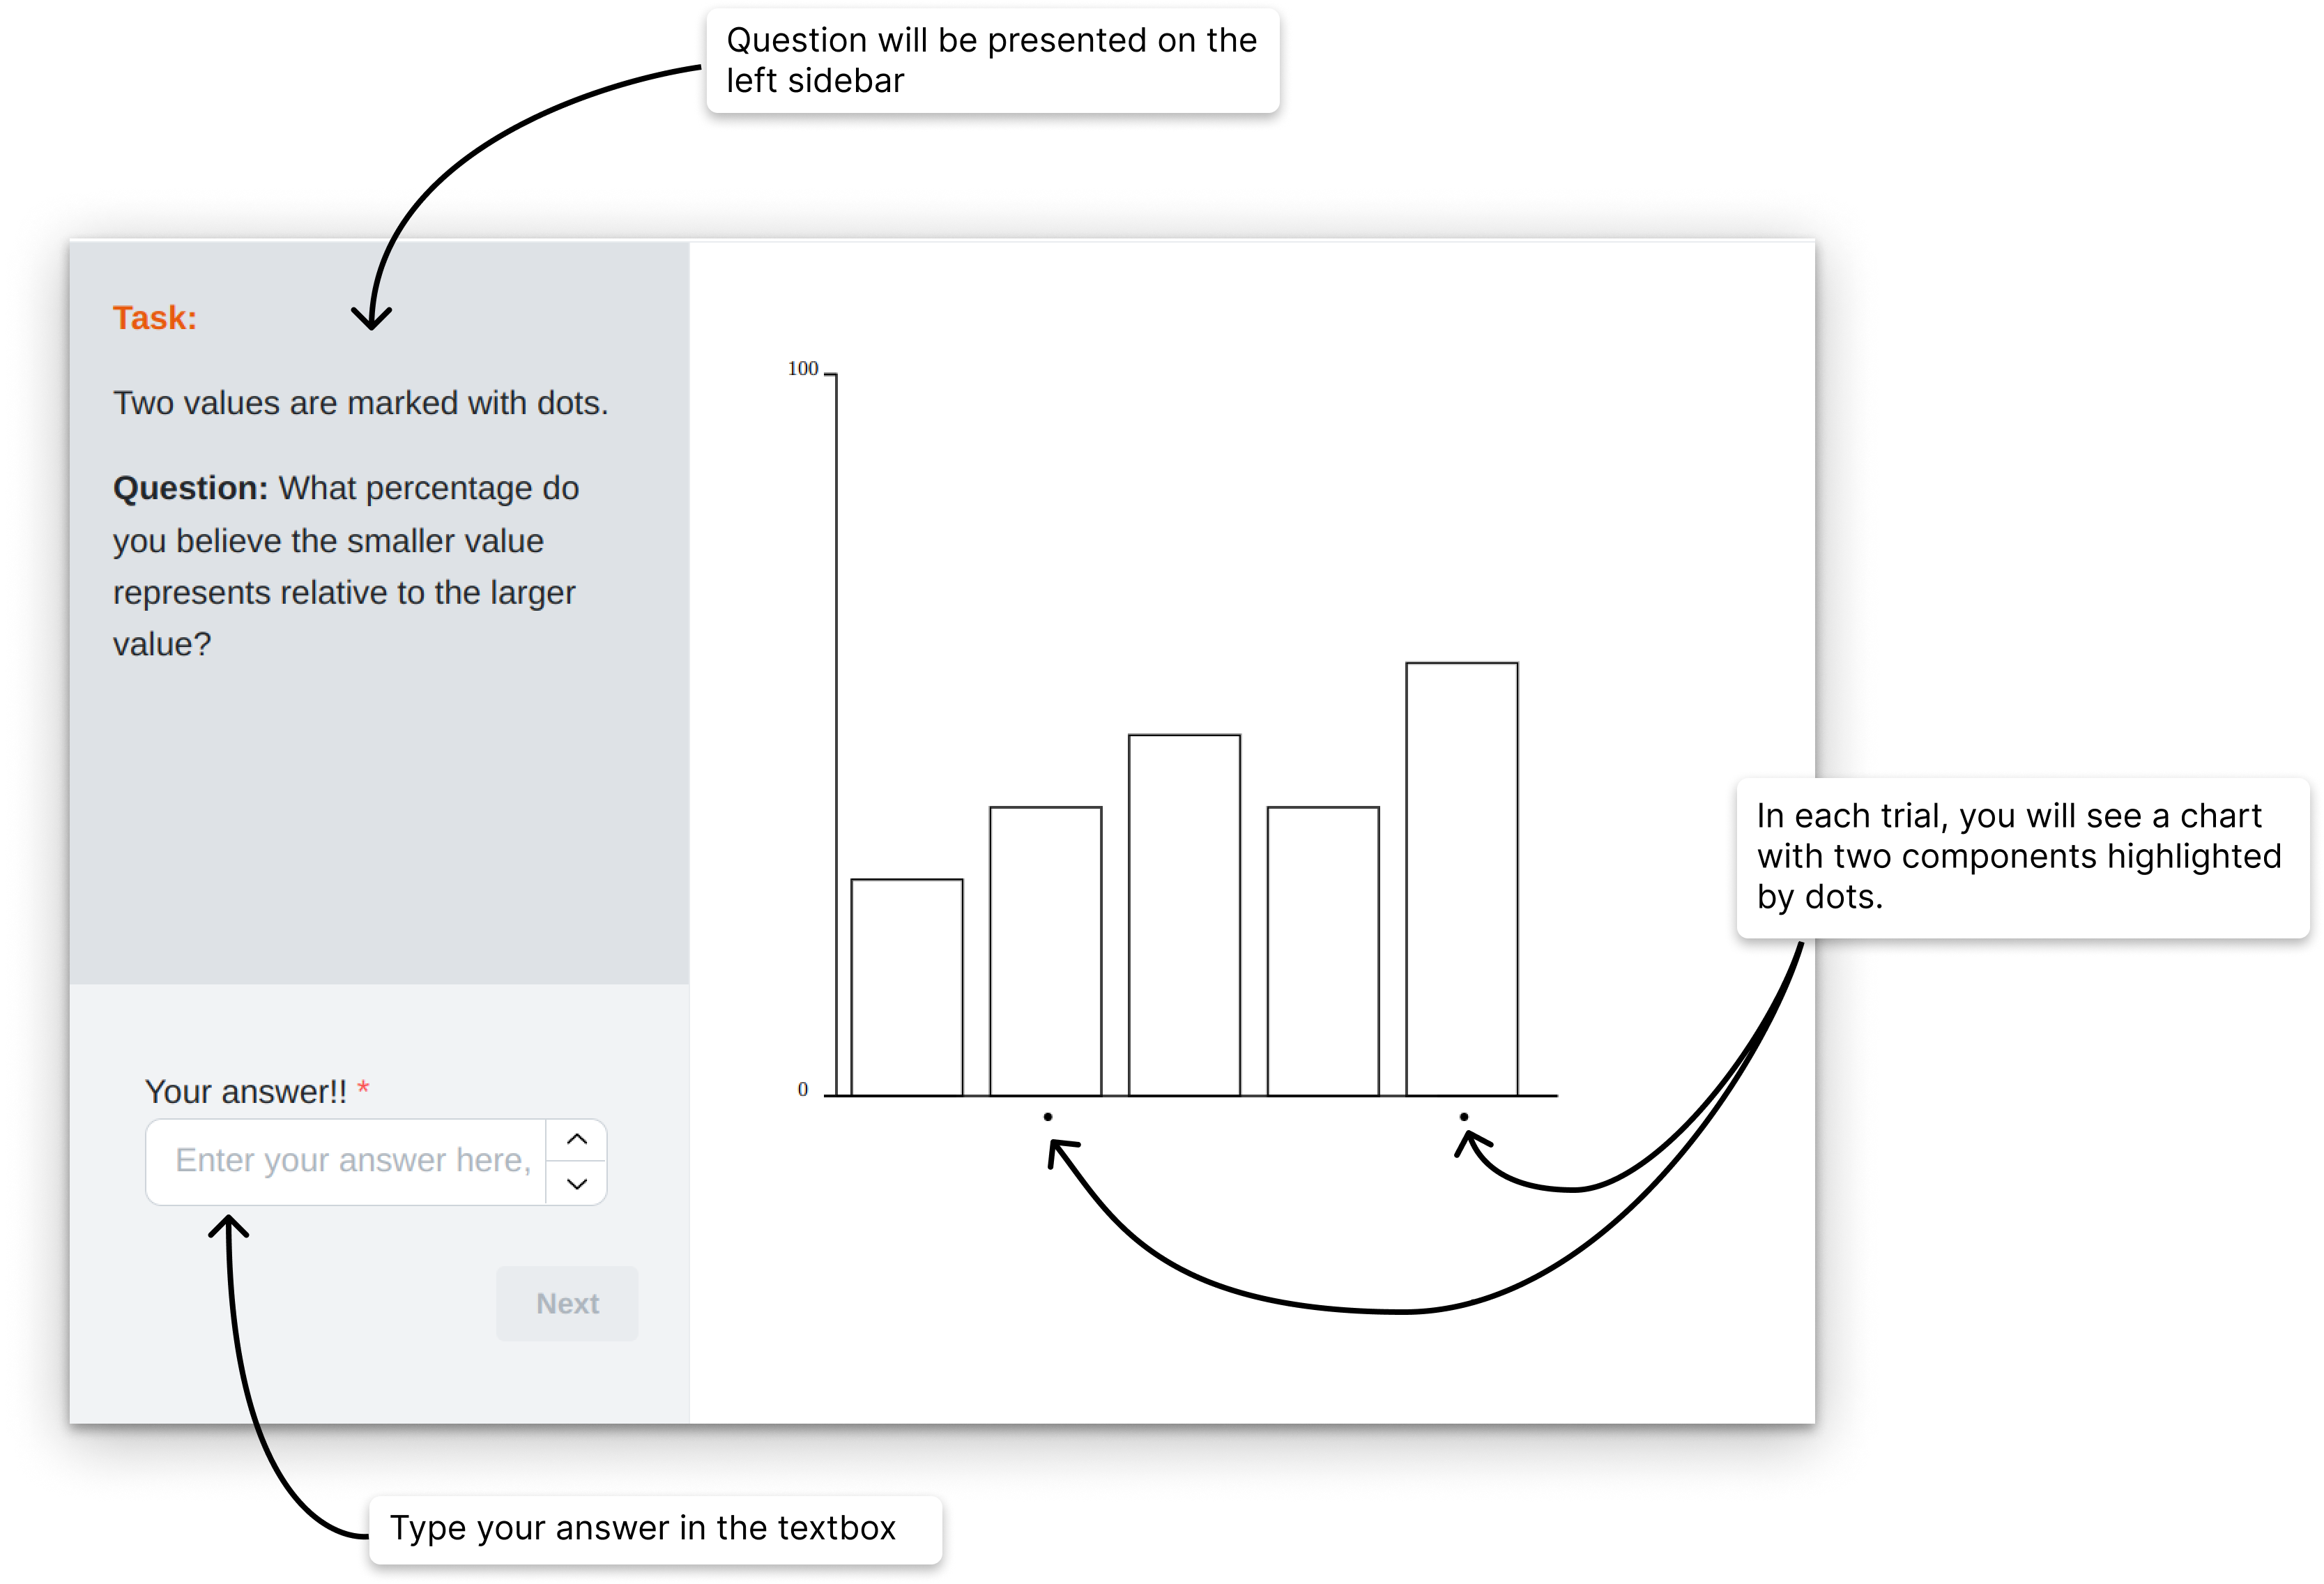 Question will be presented on the
left sidebar
Task:
Two values are marked with dots.
Question: What percentage do
you believe the smaller value
represents relative to the larger
value?
100
0
In each trial, you will see a chart
with two components highlighted
by dots.
Your answer!! *
Enter your answer here,
Next
Type your answer in the textbox